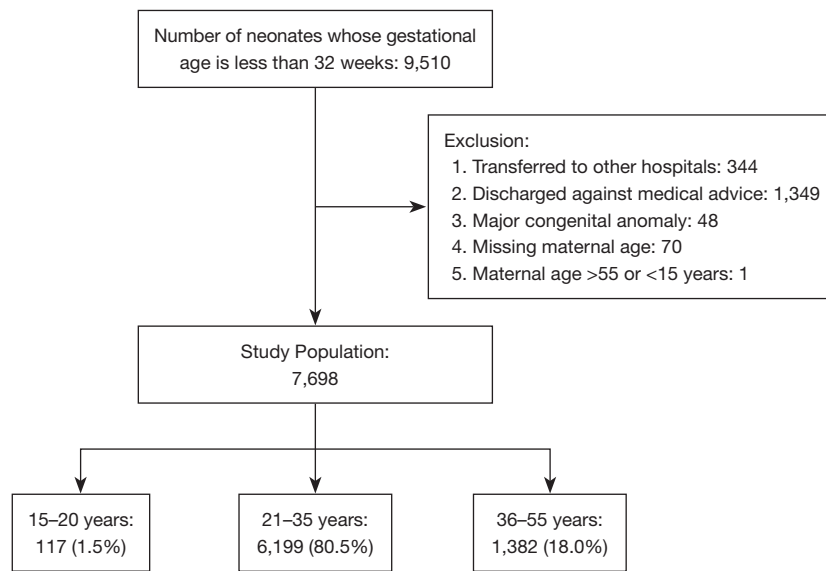 Number of neonates whose gestational
age is less than 32 weeks: 9,510
Exclusion:
1. Transferred to other hospitals: 344
2. Discharged against medical advice: 1,349
3. Major congenital anomaly: 48
4. Missing maternal age: 70
5. Maternal age >55 or <15 years: 1
Study Population:
7,698
15–20 years:
117 (1.5%)
21–35 years:
6,199 (80.5%)
36–55 years:
1,382 (18.0%)